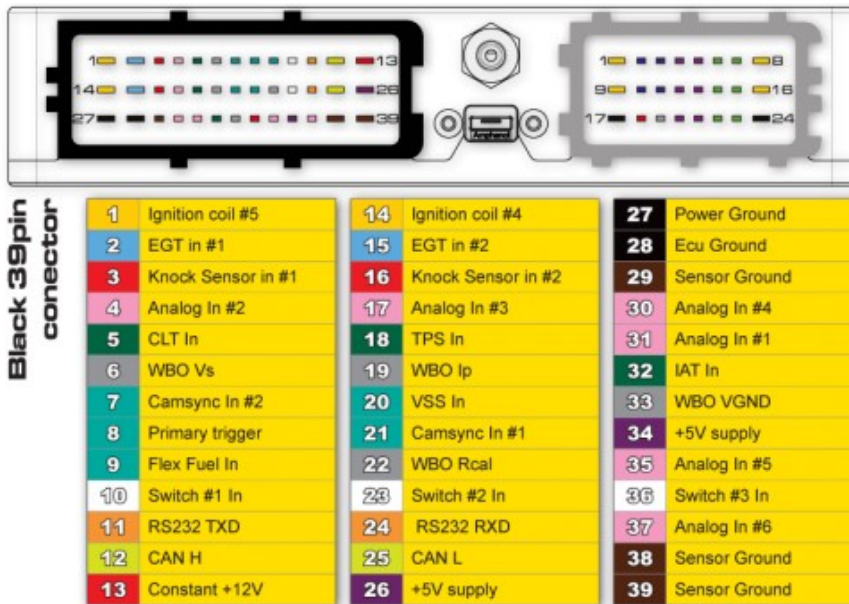 1 13 1 8
14 26 9 16
27 39 17 24
Black 39pin
conector
1 Ignition coil #5 14 Ignition coil #4 27 Power Ground
2 EGT in #1 15 EGT in #2 28 Ecu Ground
3 Knock Sensor in #1 16 Knock Sensor in #2 29 Sensor Ground
4 Analog In #2 17 Analog In #3 30 Analog In #4
5 CLT In 18 TPS In 31 Analog In #1
6 WBO Vs 19 WBO Ip 32 IAT In
7 Camsync In #2 20 VSS In 33 WBO VGND
8 Primary trigger 21 Camsync In #1 34 +5V supply
9 Flex Fuel In 22 WBO Rcal 35 Analog In #5
10 Switch #1 In 23 Switch #2 In 36 Switch #3 In
11 RS232 TXD 24 RS232 RXD 37 Analog In #6
12 CAN H 25 CAN L 38 Sensor Ground
13 Constant +12V 26 +5V supply 39 Sensor Ground